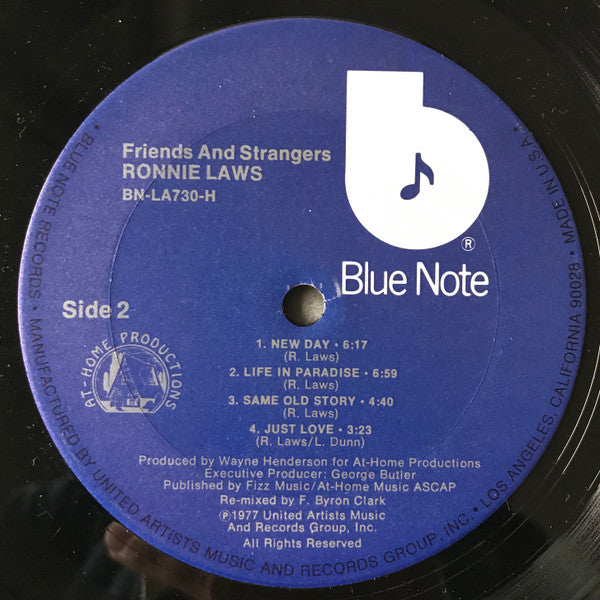 Friends And Strangers
RONNIE LAWS
BN-LA730-H
®
Blue Note
Side 2
AT-HOME PRODUCTIONS
1. NEW DAY • 6:17
(R. Laws)
2. LIFE IN PARADISE • 6:59
(R. Laws)
3. SAME OLD STORY • 4:40
(R. Laws)
4. JUST LOVE • 3:23
(R. Laws/L. Dunn)
Produced by Wayne Henderson for At-Home Productions
Executive Producer: George Butler
Published by Fizz Music/At-Home Music ASCAP
Re-mixed by F. Byron Clark
℗1977 United Artists Music
And Records Group, Inc.
All Rights Reserved
• BLUE NOTE RECORDS • MANUFACTURED BY UNITED ARTISTS MUSIC AND RECORDS GROUP, INC. • LOS ANGELES, CALIFORNIA 90028 • MADE IN U.S.A. •